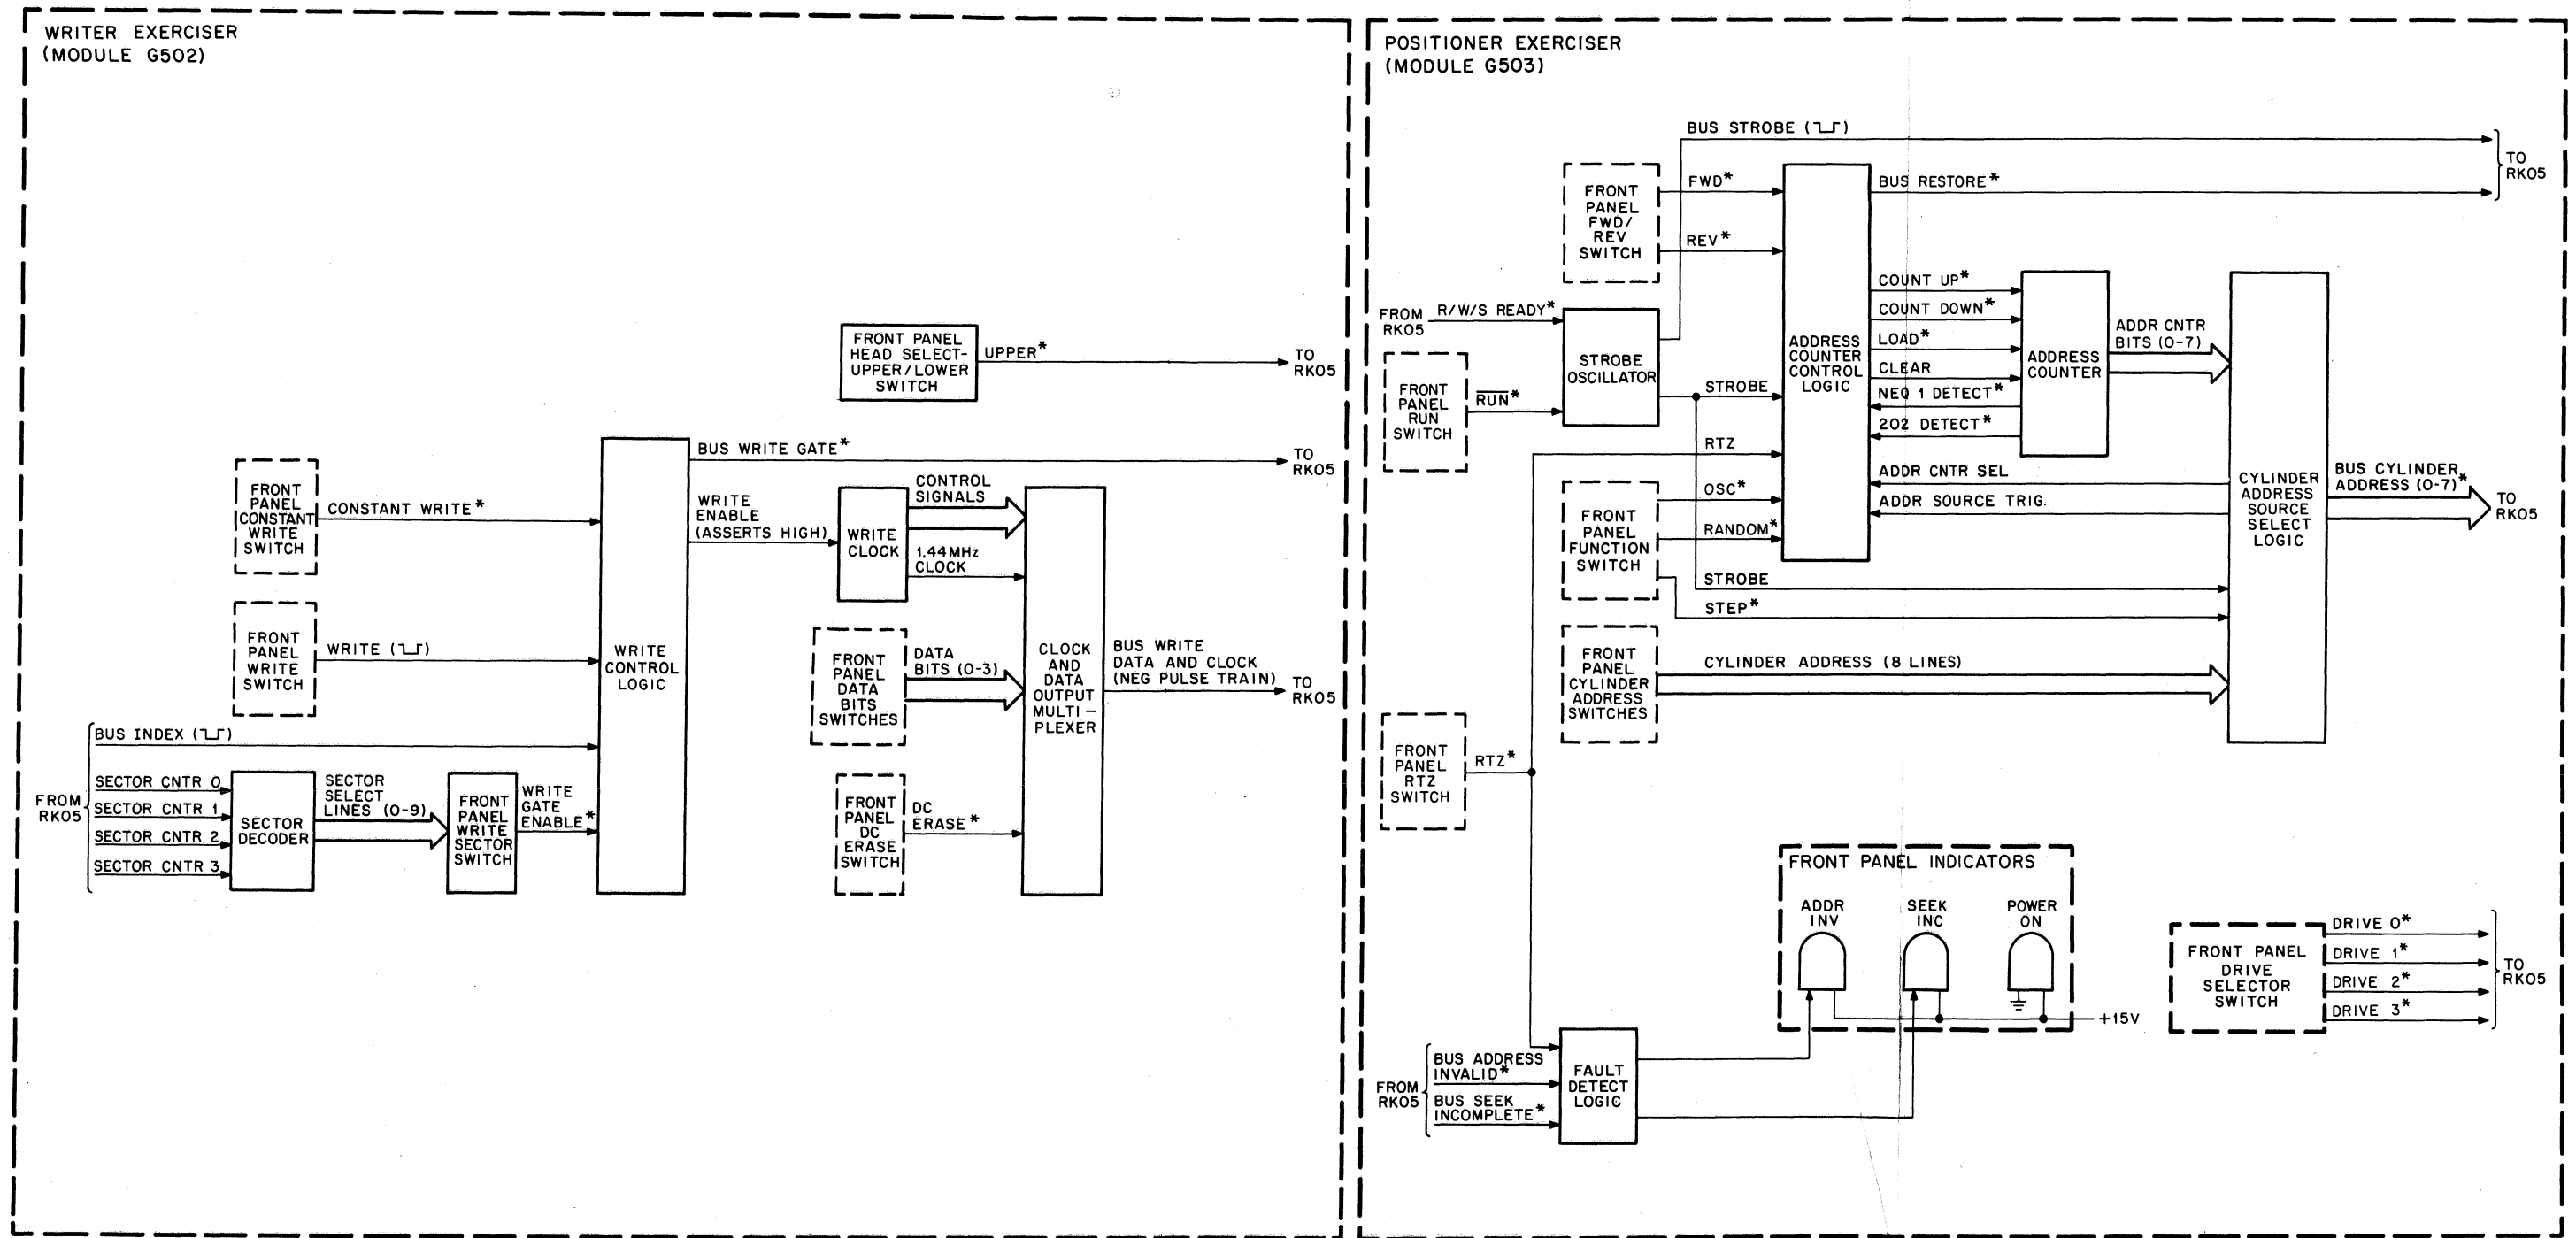 WRITER EXERCISER
(MODULE G502)
FRONT PANEL
HEAD SELECT-
UPPER/LOWER
SWITCH
UPPER*
TO
RK05
BUS WRITE GATE*
TO
RK05
FRONT
PANEL
CONSTANT
WRITE
SWITCH
CONSTANT WRITE*
WRITE
ENABLE
(ASSERTS HIGH)
WRITE
CLOCK
CONTROL
SIGNALS
1.44MHz
CLOCK
FRONT
PANEL
WRITE
SWITCH
WRITE ( )
WRITE
CONTROL
LOGIC
FRONT
PANEL
DATA
BITS
SWITCHES
DATA
BITS (0-3)
CLOCK
AND
DATA
OUTPUT
MULTI-
PLEXER
BUS WRITE
DATA AND CLOCK
(NEG PULSE TRAIN)
TO
RK05
BUS INDEX ( )
FROM
RK05
SECTOR CNTR 0
SECTOR CNTR 1
SECTOR CNTR 2
SECTOR CNTR 3
SECTOR
DECODER
SECTOR
SELECT
LINES (0-9)
FRONT
PANEL
WRITE
SECTOR
SWITCH
WRITE
GATE
ENABLE*
FRONT
PANEL
DC
ERASE
SWITCH
DC
ERASE*
POSITIONER EXERCISER
(MODULE G503)
BUS STROBE ( )
TO
RK05
FRONT
PANEL
FWD/
REV
SWITCH
FWD*
REV*
BUS RESTORE*
FROM
RK05
R/W/S READY*
FRONT
PANEL
RUN
SWITCH
RUN*
STROBE
OSCILLATOR
STROBE
ADDRESS
COUNTER
CONTROL
LOGIC
COUNT UP*
COUNT DOWN*
LOAD*
CLEAR
NEQ 1 DETECT*
202 DETECT*
ADDRESS
COUNTER
ADDR CNTR
BITS (0-7)
RTZ
ADDR CNTR SEL
ADDR SOURCE TRIG.
FRONT
PANEL
FUNCTION
SWITCH
OSC*
RANDOM*
STROBE
STEP*
CYLINDER
ADDRESS
SOURCE
SELECT
LOGIC
BUS CYLINDER
ADDRESS (0-7)*
TO
RK05
FRONT
PANEL
CYLINDER
ADDRESS
SWITCHES
CYLINDER ADDRESS (8 LINES)
FRONT
PANEL
RTZ
SWITCH
RTZ*
FRONT PANEL INDICATORS
ADDR
INV
SEEK
INC
POWER
ON
+15V
FRONT PANEL
DRIVE
SELECTOR
SWITCH
DRIVE 0*
DRIVE 1*
DRIVE 2*
DRIVE 3*
TO
RK05
FROM
RK05
BUS ADDRESS
INVALID*
BUS SEEK
INCOMPLETE*
FAULT
DETECT
LOGIC